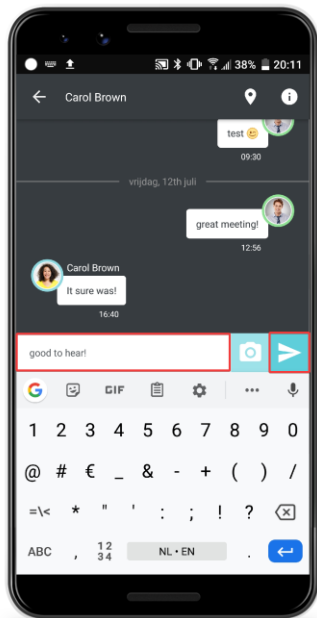 38% 20:11
Carol Brown
test
09:30
vrijdag, 12th juli
great meeting!
12:56
Carol Brown
It sure was!
16:40
good to hear!
G GIF ...
1 2 3 4 5 6 7 8 9 0
@ # € _ & - + ( ) /
=\< * " ' : ; ! ?
ABC , 12 34 NL • EN .